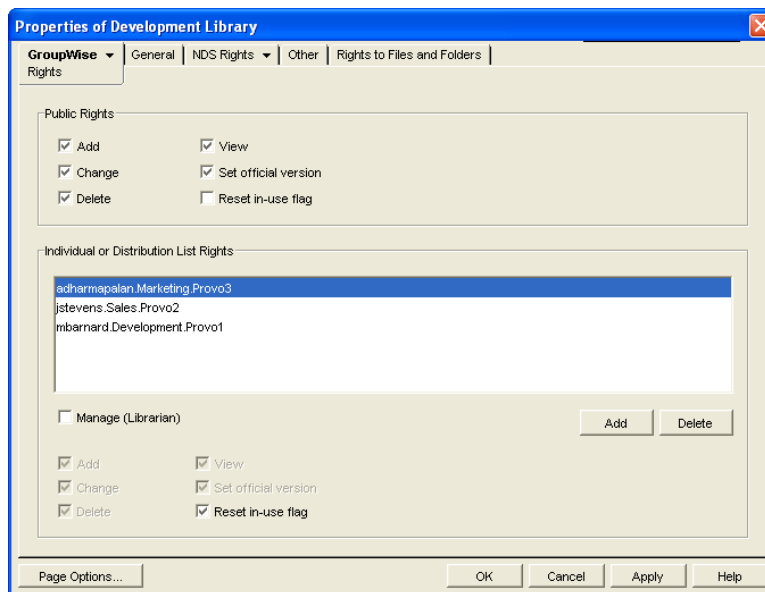 Properties of Development Library
GroupWise General NDS Rights Other Rights to Files and Folders
Rights
Public Rights
Add View
Change Set official version
Delete Reset in-use flag
Individual or Distribution List Rights
adharmapalan.Marketing.Provo3
jstevens.Sales.Provo2
mbarnard.Development.Provo1
Manage (Librarian) Add Delete
Add View
Change Set official version
Delete Reset in-use flag
Page Options... OK Cancel Apply Help